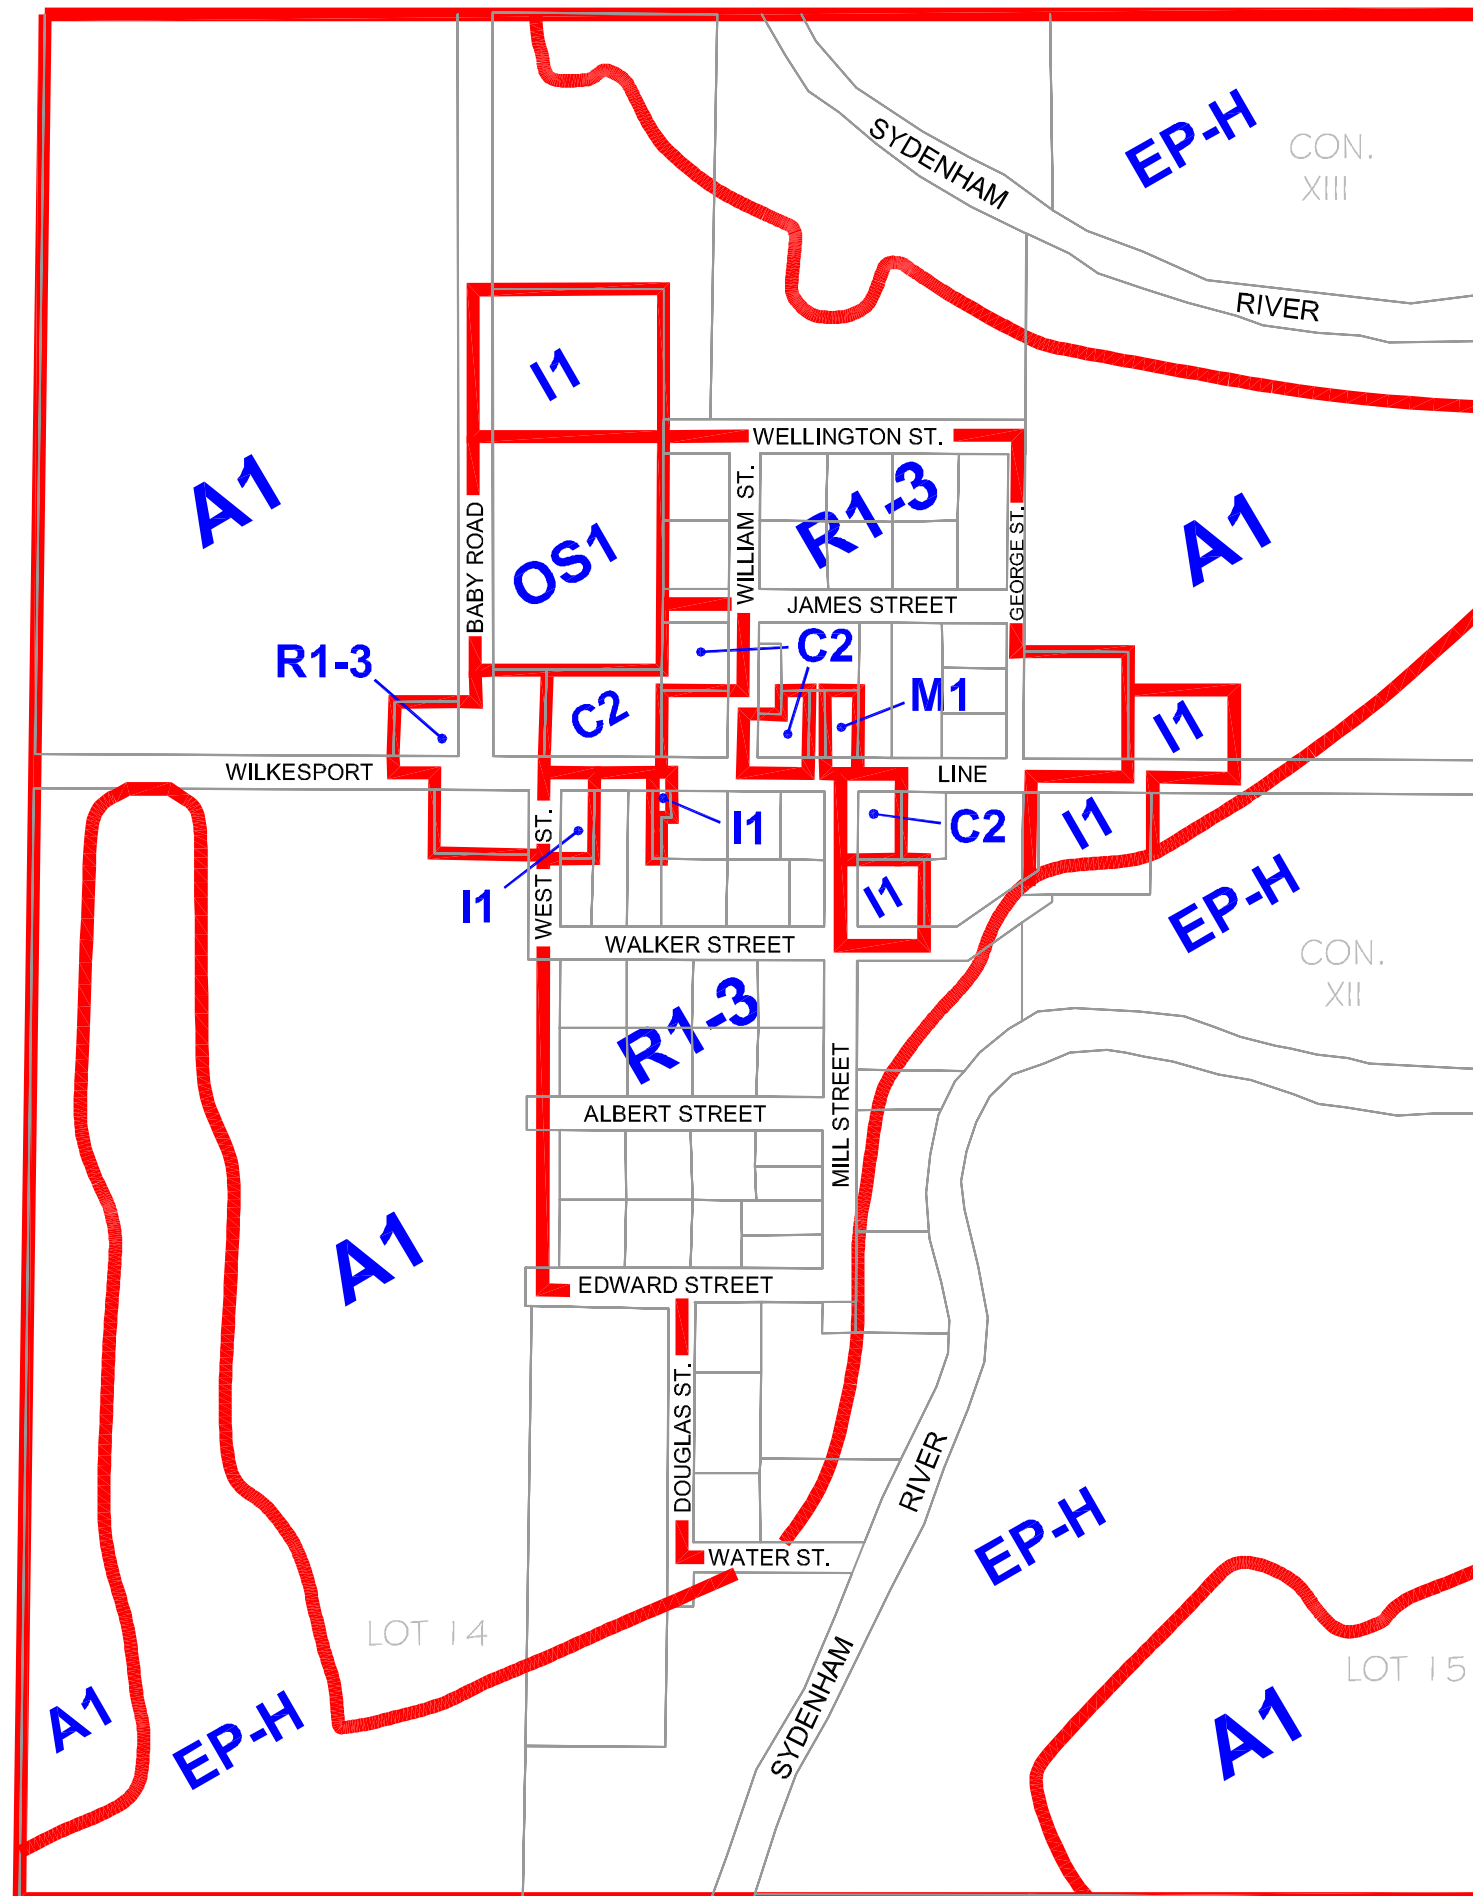 EP-H
CON.
XIII
SYDENHAM
RIVER
I1
A1
WELLINGTON ST.
R1-3
WILLIAM ST.
BABY ROAD
OS1
GEORGE ST.
A1
JAMES STREET
R1-3
C2
C2
M1
I1
WILKESPORT
LINE
I1
C2
I1
I1
WEST ST.
I1
EP-H
WALKER STREET
CON.
XII
R1-3
MILL STREET
ALBERT STREET
A1
EDWARD STREET
DOUGLAS ST.
RIVER
EP-H
WATER ST.
LOT 14
LOT 15
SYDENHAM
A1
EP-H
A1